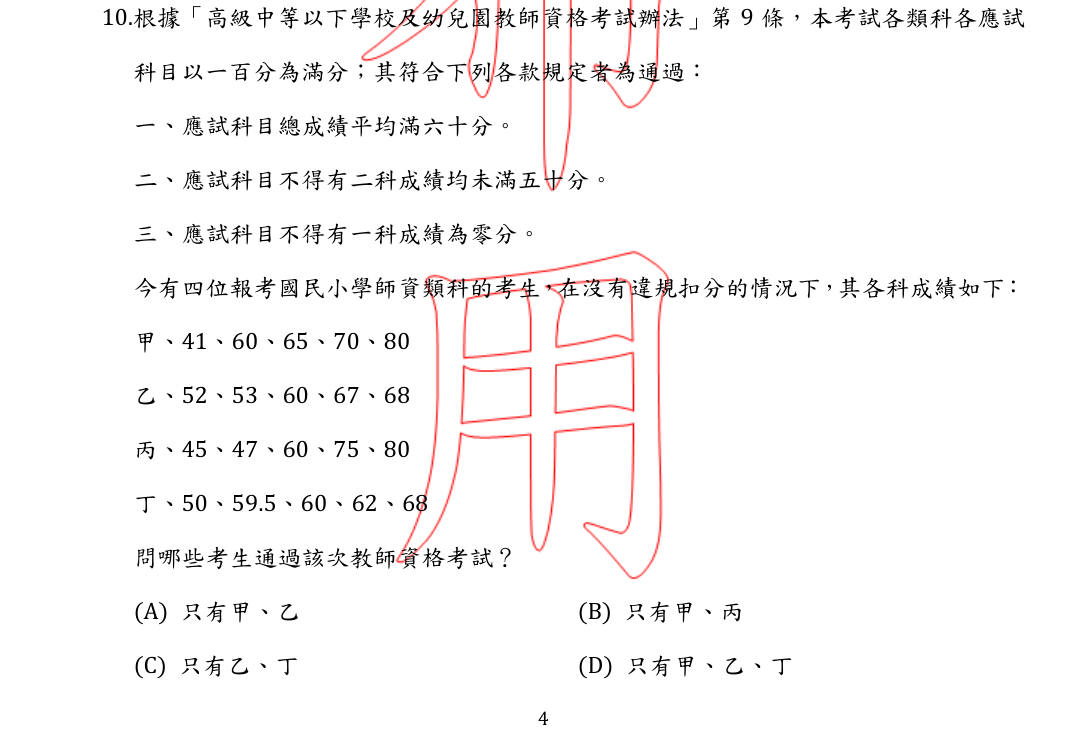 10.根據「高級中等以下學校及幼兒園教師資格考試辦法」第 9 條，本考試各類科各應試
科目以一百分為滿分；其符合下列各款規定者為通過：
一、應試科目總成績平均滿六十分。
二、應試科目不得有二科成績均未滿五十分。
三、應試科目不得有一科成績為零分。
今有四位報考國民小學師資類科的考生，在沒有違規扣分的情況下，其各科成績如下：
甲、41、60、65、70、80
乙、52、53、60、67、68
丙、45、47、60、75、80
丁、50、59.5、60、62、68
問哪些考生通過該次教師資格考試？
(A) 只有甲、乙 (B) 只有甲、丙
(C) 只有乙、丁 (D) 只有甲、乙、丁
用
4